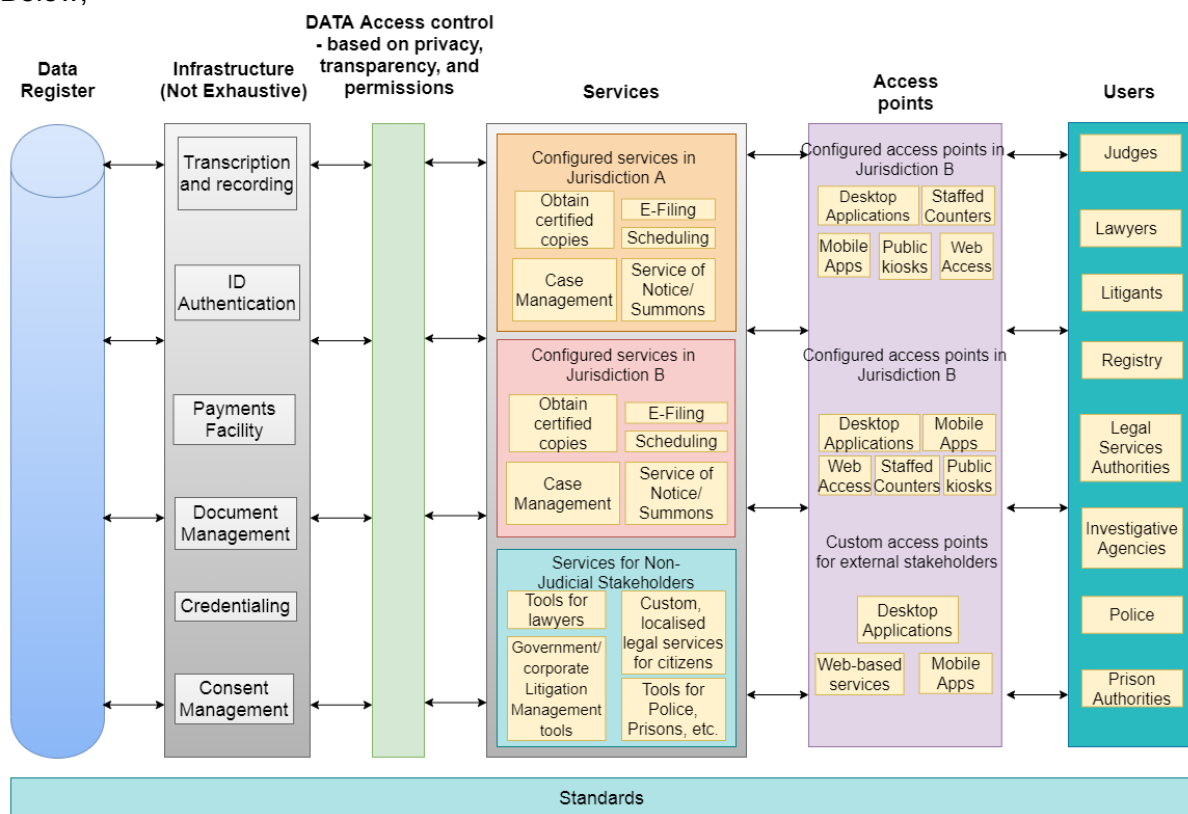 Below,
DATA Access control
- based on privacy,
transparency, and
permissions
Data
Register
Infrastructure
(Not Exhaustive)
Services
Access
points
Users
Transcription
and recording
ID
Authentication
Payments
Facility
Document
Management
Credentialing
Consent
Management
Configured services in
Jurisdiction A
Obtain
certified
copies
E-Filing
Scheduling
Case
Management
Service of
Notice/
Summons
Configured services in
Jurisdiction B
Obtain
certified
copies
E-Filing
Scheduling
Case
Management
Service of
Notice/
Summons
Services for Non-
Judicial Stakeholders
Tools for
lawyers
Custom,
localised
legal services
for citizens
Government/
corporate
Litigation
Management
tools
Tools for
Police,
Prisons, etc.
Configured access points in
Jurisdiction B
Desktop
Applications
Staffed
Counters
Mobile
Apps
Public
kiosks
Web
Access
Configured access points in
Jurisdiction B
Desktop
Applications
Mobile
Apps
Web
Access
Staffed
Counters
Public
kiosks
Custom access points
for external stakeholders
Desktop
Applications
Web-based
services
Mobile
Apps
Judges
Lawyers
Litigants
Registry
Legal
Services
Authorities
Investigative
Agencies
Police
Prison
Authorities
Standards